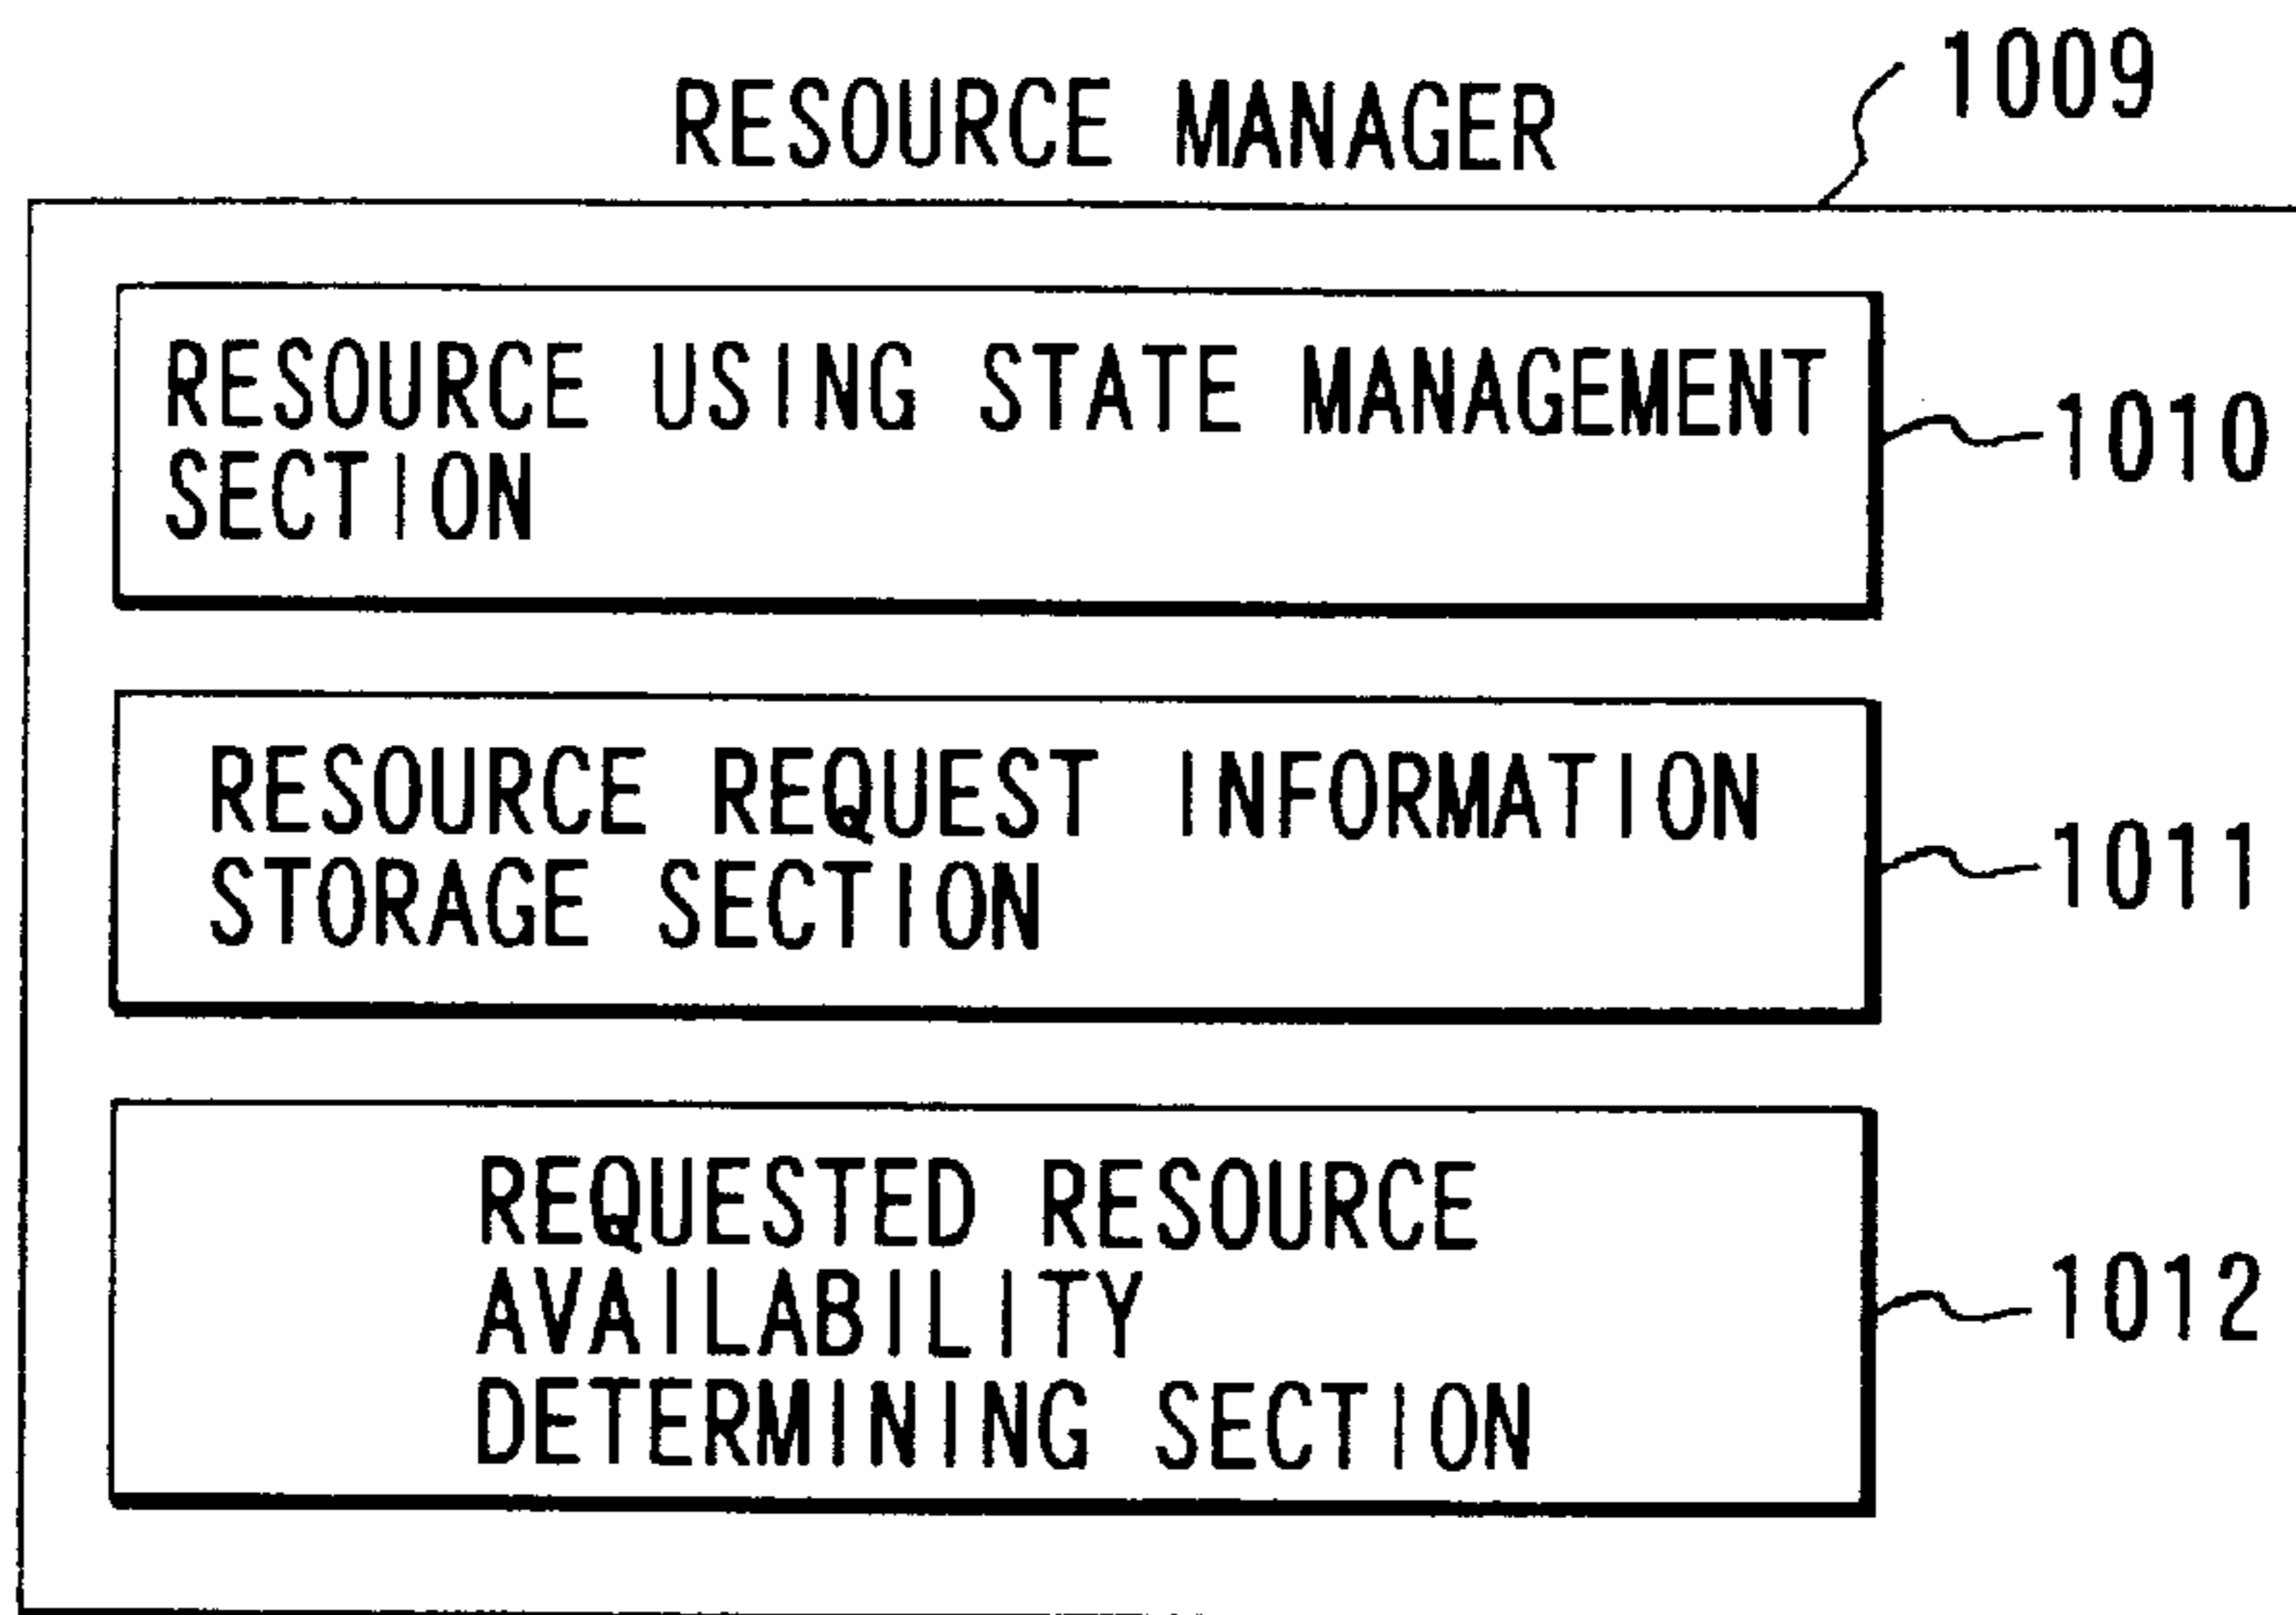 RESOURCE MANAGER
1009
RESOURCE USING STATE MANAGEMENT
SECTION
1010
RESOURCE REQUEST INFORMATION
STORAGE SECTION
1011
REQUESTED RESOURCE
AVAILABILITY
DETERMINING SECTION
1012